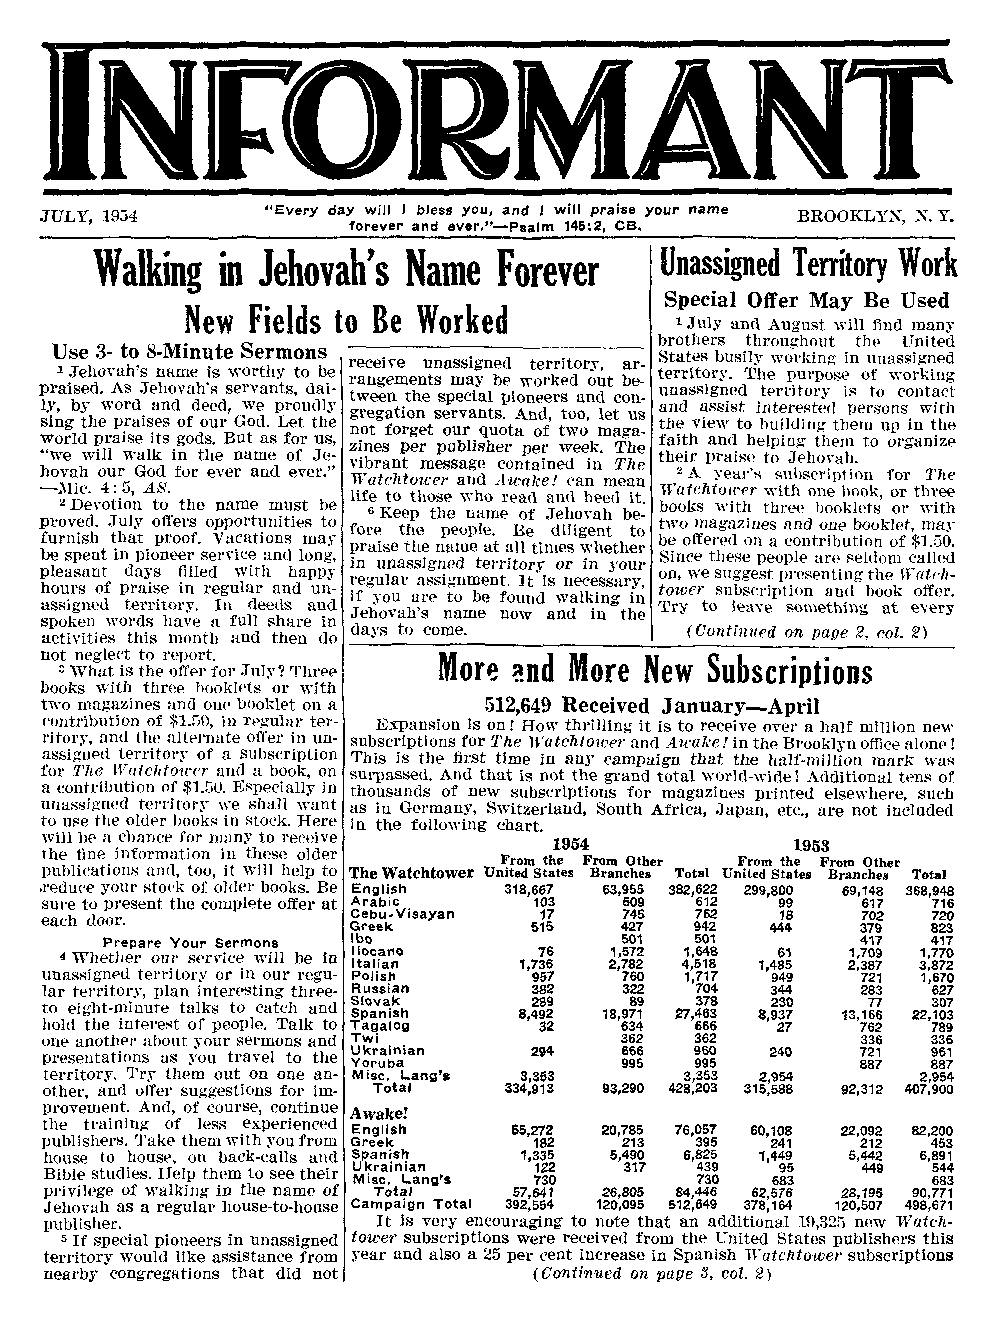 INFORMANT
JULY, 1954
"Every day will I bless you, and I will praise your name
forever and ever."—Psalm 145:2, CB.
BROOKLYN, N. Y.
Walking in Jehovah's Name Forever
New Fields to Be Worked
Use 3- to 8-Minute Sermons
1 Jehovah's name is worthy to be
praised. As Jehovah's servants, dai-
ly, by word and deed, we proudly
sing the praises of our God. Let the
world praise its gods. But as for us,
"we will walk in the name of Je-
hovah our God for ever and ever."
—Mic. 4:5, AS.
2 Devotion to the name must be
proved. July offers opportunities to
furnish that proof. Vacations may
be spent in pioneer service and long,
pleasant days filled with happy
hours of praise in regular and un-
assigned territory. In deeds and
spoken words have a full share in
activities this month and then do
not neglect to report.
3 What is the offer for July? Three
books with three booklets or with
two magazines and one booklet on a
contribution of $1.50, in regular ter-
ritory, and the alternate offer in un-
assigned territory of a subscription
for The Watchtower and a book, on
a contribution of $1.50. Especially in
unassigned territory we shall want
to use the older books in stock. Here
will be a chance for many to receive
the fine information in these older
publications and, too, it will help to
reduce your stock of older books. Be
sure to present the complete offer at
each door.
Prepare Your Sermons
4 Whether our service will be in
unassigned territory or in our regu-
lar territory, plan interesting three-
to eight-minute talks to catch and
hold the interest of people. Talk to
one another about your sermons and
presentations as you travel to the
territory. Try them out on one an-
other, and offer suggestions for im-
provement. And, of course, continue
the training of less experienced
publishers. Take them with you from
house to house, on back-calls and
Bible studies. Help them to see their
privilege of walking in the name of
Jehovah as a regular house-to-house
publisher.
5 If special pioneers in unassigned
territory would like assistance from
nearby congregations that did not
receive unassigned territory, ar-
rangements may be worked out be-
tween the special pioneers and con-
gregation servants. And, too, let us
not forget our quota of two maga-
zines per publisher per week. The
vibrant message contained in The
Watchtower and Awake! can mean
life to those who read and heed it.
6 Keep the name of Jehovah be-
fore the people. Be diligent to
praise the name at all times whether
in unassigned territory or in your
regular assignment. It is necessary,
if you are to be found walking in
Jehovah's name now and in the
days to come.
Unassigned Territory Work
Special Offer May Be Used
1 July and August will find many
brothers throughout the United
States busily working in unassigned
territory. The purpose of working
unassigned territory is to contact
and assist interested persons with
the view to building them up in the
faith and helping them to organize
their praise to Jehovah.
2 A year's subscription for The
Watchtower with one book, or three
books with three booklets or with
two magazines and one booklet, may
be offered on a contribution of $1.50.
Since these people are seldom called
on, we suggest presenting the Watch-
tower subscription and book offer.
Try to leave something at every
(Continued on page 2, col. 2)
More and More New Subscriptions
512,649 Received January—April
Expansion is on! How thrilling it is to receive over a half million new
subscriptions for The Watchtower and Awake! in the Brooklyn office alone!
This is the first time in any campaign that the half-million mark was
surpassed. And that is not the grand total world-wide! Additional tens of
thousands of new subscriptions for magazines printed elsewhere, such
as in Germany, Switzerland, South Africa, Japan, etc., are not included
in the following chart.
1954 1953
From the From Other From the From Other
The Watchtower United States Branches Total United States Branches Total
English 318,667 63,955 382,622 299,800 69,148 368,948
Arabic 103 509 612 99 617 716
Cebu-Visayan 17 745 762 18 702 720
Greek 515 427 942 444 379 823
Ibo 501 501 417 417
Ilocano 76 1,572 1,648 61 1,709 1,770
Italian 1,736 2,782 4,518 1,485 2,387 3,872
Polish 957 760 1,717 949 721 1,670
Russian 382 322 704 344 283 627
Slovak 289 89 378 230 77 307
Spanish 8,492 18,971 27,463 8,937 13,166 22,103
Tagalog 32 634 666 27 762 789
Twi 362 362 336 336
Ukrainian 294 666 960 240 721 961
Yoruba 995 995 887 887
Misc. Lang's 3,353 3,353 2,954 2,954
Total 334,913 93,290 428,203 315,588 92,312 407,900
Awake!
English 55,272 20,785 76,057 60,108 22,092 82,200
Greek 182 213 395 241 212 453
Spanish 1,335 5,490 6,825 1,449 5,442 6,891
Ukrainian 122 317 439 95 449 544
Misc. Lang's 730 730 683 683
Total 57,641 26,805 84,446 62,576 28,195 90,771
Campaign Total 392,554 120,095 512,649 378,164 120,507 498,671
It is very encouraging to note that an additional 19,325 new Watch-
tower subscriptions were received from the United States publishers this
year and also a 25 per cent increase in Spanish Watchtower subscriptions
(Continued on page 3, col. 2)